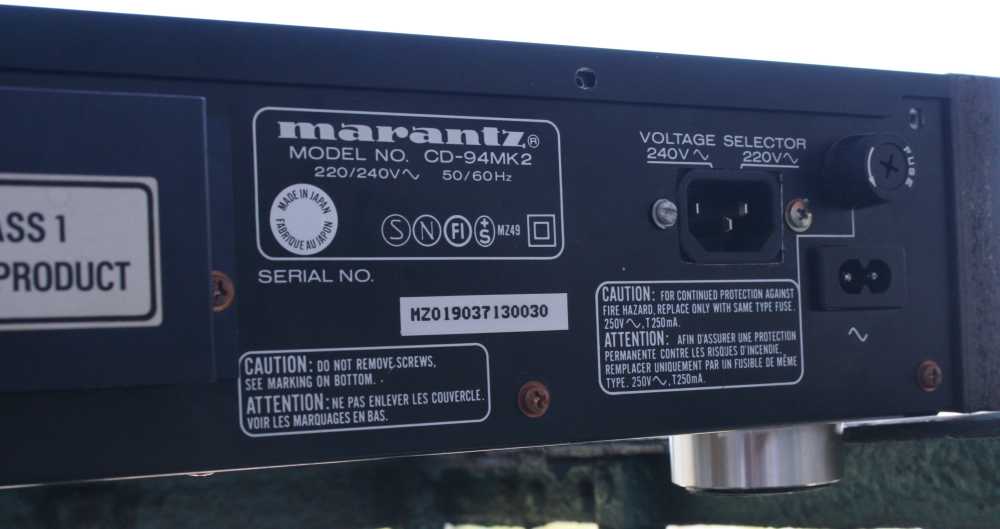 marantz®
MODEL NO. CD-94MK2
220/240V～ 50/60Hz
MADE IN JAPAN
FABRIQUE AU JAPON
S N FI +S MZ49
SERIAL NO.
MZ019037130030
CAUTION: DO NOT REMOVE SCREWS,
SEE MARKING ON BOTTOM.
ATTENTION: NE PAS ENLEVER LES COUVERCLE.
VOIR LES MARQUAGES EN BAS.
ASS 1
PRODUCT
VOLTAGE SELECTOR
240V～ 220V～
FUSE
CAUTION: FOR CONTINUED PROTECTION AGAINST
FIRE HAZARD, REPLACE ONLY WITH SAME TYPE FUSE.
250V～, T250mA.
ATTENTION: AFIN D'ASSURER UNE PROTECTION
PERMANENTE CONTRE LES RISQUES D'INCENDIE,
REMPLACER UNIQUEMENT PAR UN FUSIBLE DE MÊME
TYPE. 250V～, T250mA.
～